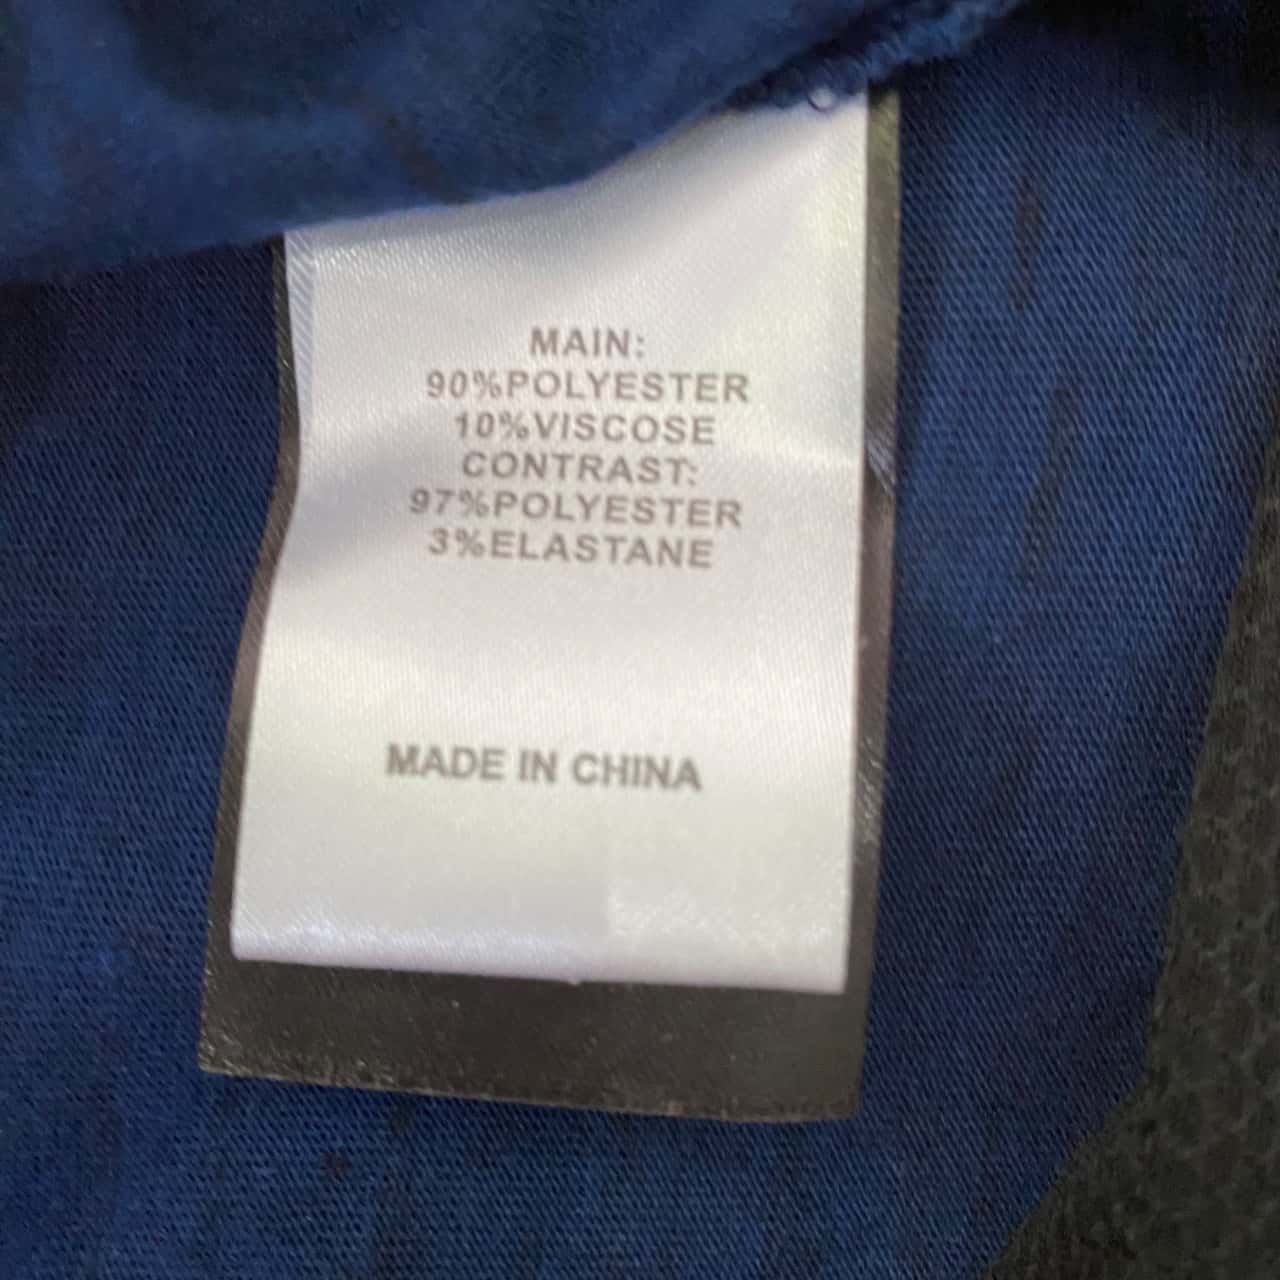 MAIN:
90%POLYESTER
10%VISCOSE
CONTRAST:
97%POLYESTER
3%ELASTANE
MADE IN CHINA